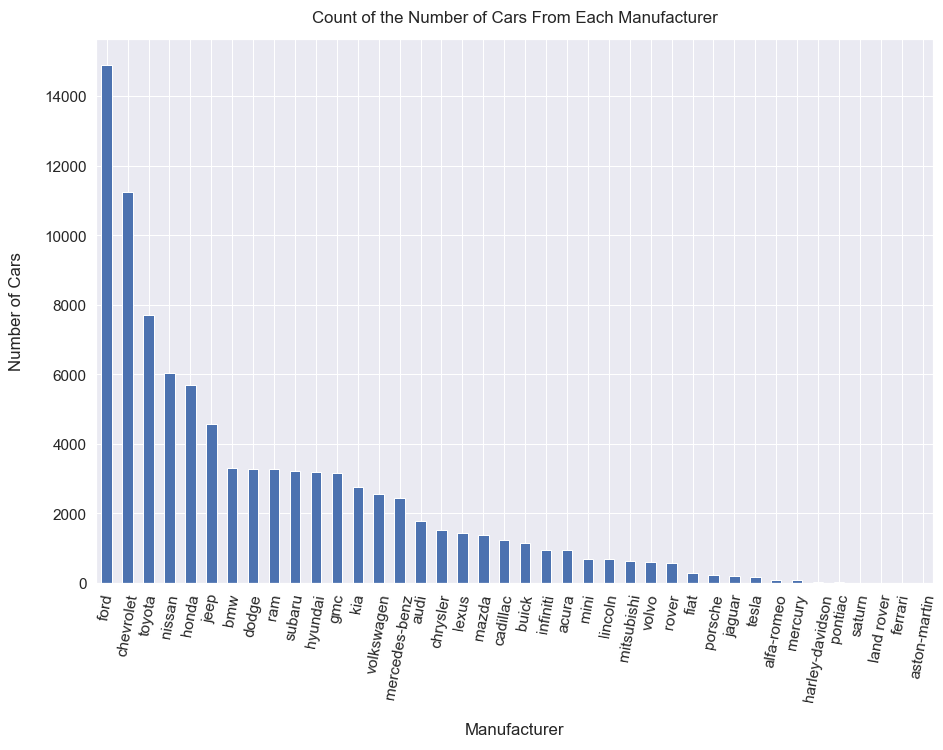 Count of the Number of Cars From Each Manufacturer
14000
12000
10000
8000
6000
4000
2000
0
Number of Cars
ford
chevrolet
toyota
nissan
honda
jeep
bmw
dodge
ram
subaru
hyundai
gmc
kia
volkswagen
mercedes-benz
audi
chrysler
lexus
mazda
cadillac
buick
infiniti
acura
mini
lincoln
mitsubishi
volvo
rover
fiat
porsche
jaguar
tesla
alfa-romeo
mercury
harley-davidson
pontiac
saturn
land rover
ferrari
aston-martin
Manufacturer